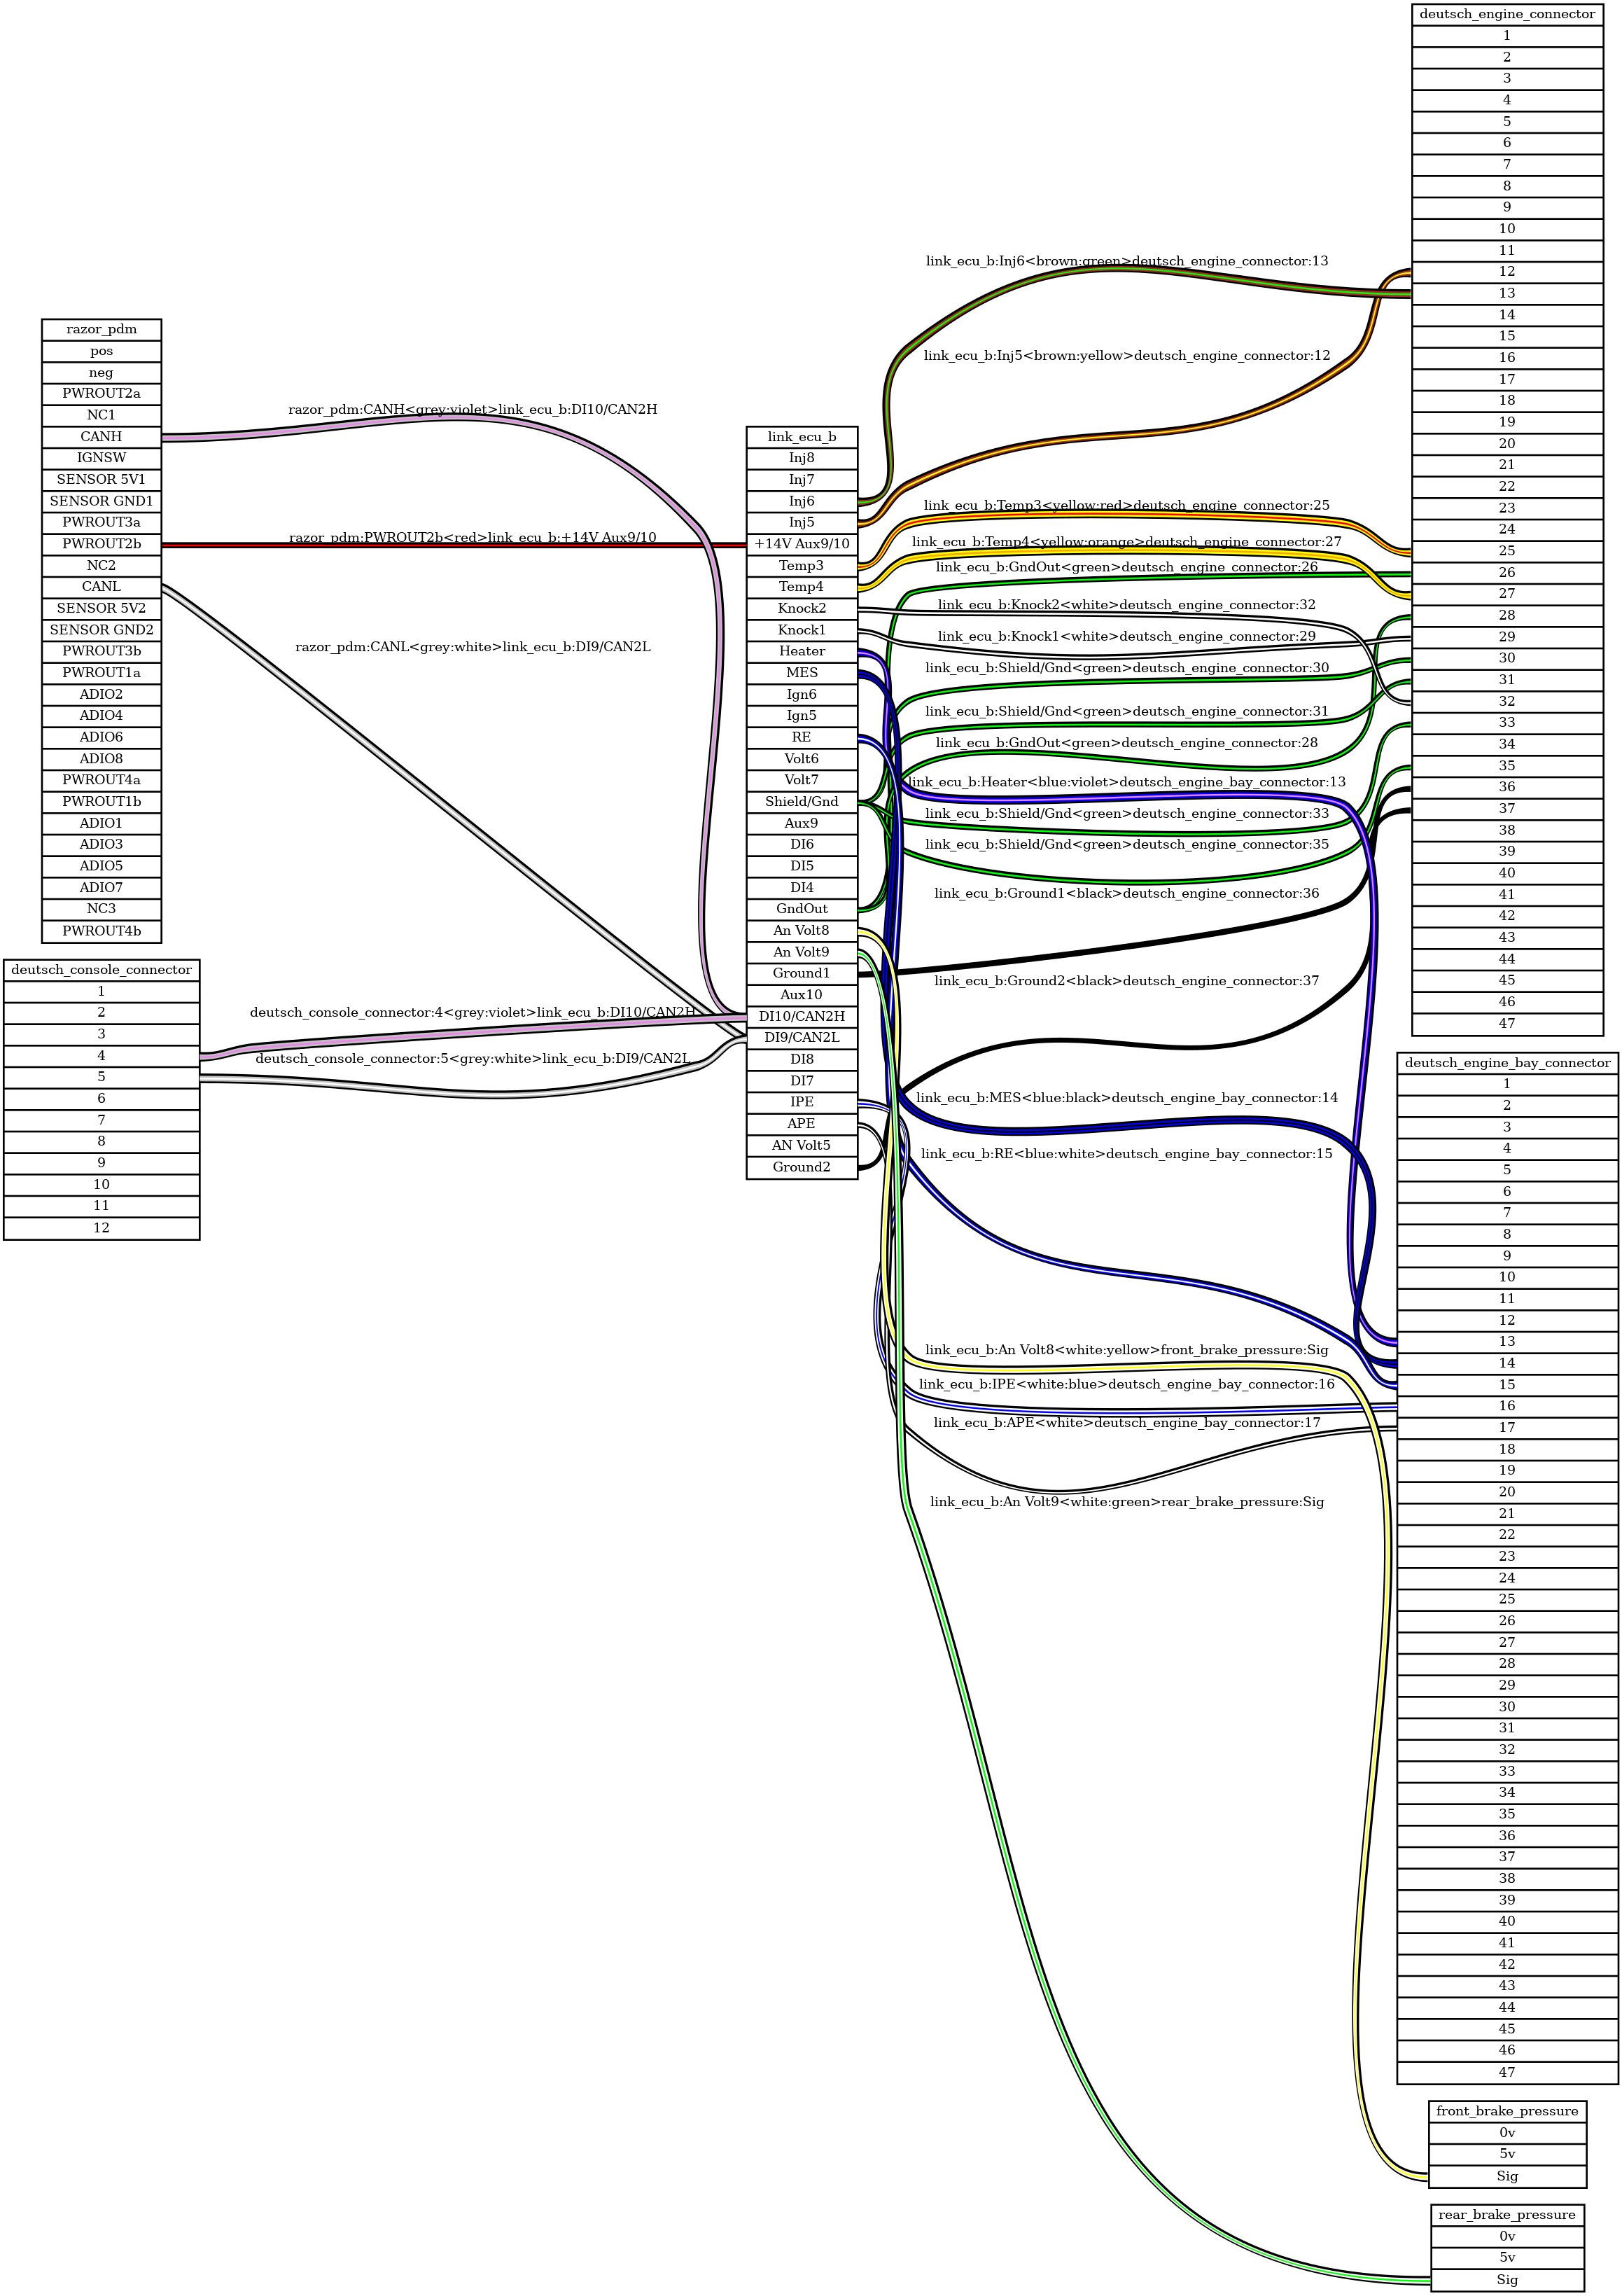 razor_pdm
pos
neg
PWROUT2a
NC1
CANH
IGNSW
SENSOR 5V1
SENSOR GND1
PWROUT3a
PWROUT2b
NC2
CANL
SENSOR 5V2
SENSOR GND2
PWROUT3b
PWROUT1a
ADIO2
ADIO4
ADIO6
ADIO8
PWROUT4a
PWROUT1b
ADIO1
ADIO3
ADIO5
ADIO7
NC3
PWROUT4b
deutsch_console_connector
1
2
3
4
5
6
7
8
9
10
11
12
razor_pdm:CANH<grey:violet>link_ecu_b:DI10/CAN2H
razor_pdm:PWROUT2b<red>link_ecu_b:+14V Aux9/10
razor_pdm:CANL<grey:white>link_ecu_b:DI9/CAN2L
deutsch_console_connector:4<grey:violet>link_ecu_b:DI10/CAN2H
deutsch_console_connector:5<grey:white>link_ecu_b:DI9/CAN2L
link_ecu_b
Inj8
Inj7
Inj6
Inj5
+14V Aux9/10
Temp3
Temp4
Knock2
Knock1
Heater
MES
Ign6
Ign5
RE
Volt6
Volt7
Shield/Gnd
Aux9
DI6
DI5
DI4
GndOut
An Volt8
An Volt9
Ground1
Aux10
DI10/CAN2H
DI9/CAN2L
DI8
DI7
IPE
APE
AN Volt5
Ground2
link_ecu_b:Inj6<brown:green>deutsch_engine_connector:13
link_ecu_b:Inj5<brown:yellow>deutsch_engine_connector:12
link_ecu_b:Temp3<yellow:red>deutsch_engine_connector:25
link_ecu_b:Temp4<yellow:orange>deutsch_engine_connector:27
link_ecu_b:GndOut<green>deutsch_engine_connector:26
link_ecu_b:Knock2<white>deutsch_engine_connector:32
link_ecu_b:Knock1<white>deutsch_engine_connector:29
link_ecu_b:Shield/Gnd<green>deutsch_engine_connector:30
link_ecu_b:Shield/Gnd<green>deutsch_engine_connector:31
link_ecu_b:GndOut<green>deutsch_engine_connector:28
link_ecu_b:Heater<blue:violet>deutsch_engine_bay_connector:13
link_ecu_b:Shield/Gnd<green>deutsch_engine_connector:33
link_ecu_b:Shield/Gnd<green>deutsch_engine_connector:35
link_ecu_b:Ground1<black>deutsch_engine_connector:36
link_ecu_b:Ground2<black>deutsch_engine_connector:37
link_ecu_b:MES<blue:black>deutsch_engine_bay_connector:14
link_ecu_b:RE<blue:white>deutsch_engine_bay_connector:15
link_ecu_b:An Volt8<white:yellow>front_brake_pressure:Sig
link_ecu_b:IPE<white:blue>deutsch_engine_bay_connector:16
link_ecu_b:APE<white>deutsch_engine_bay_connector:17
link_ecu_b:An Volt9<white:green>rear_brake_pressure:Sig
deutsch_engine_connector
1
2
3
4
5
6
7
8
9
10
11
12
13
14
15
16
17
18
19
20
21
22
23
24
25
26
27
28
29
30
31
32
33
34
35
36
37
38
39
40
41
42
43
44
45
46
47
deutsch_engine_bay_connector
1
2
3
4
5
6
7
8
9
10
11
12
13
14
15
16
17
18
19
20
21
22
23
24
25
26
27
28
29
30
31
32
33
34
35
36
37
38
39
40
41
42
43
44
45
46
47
front_brake_pressure
0v
5v
Sig
rear_brake_pressure
0v
5v
Sig